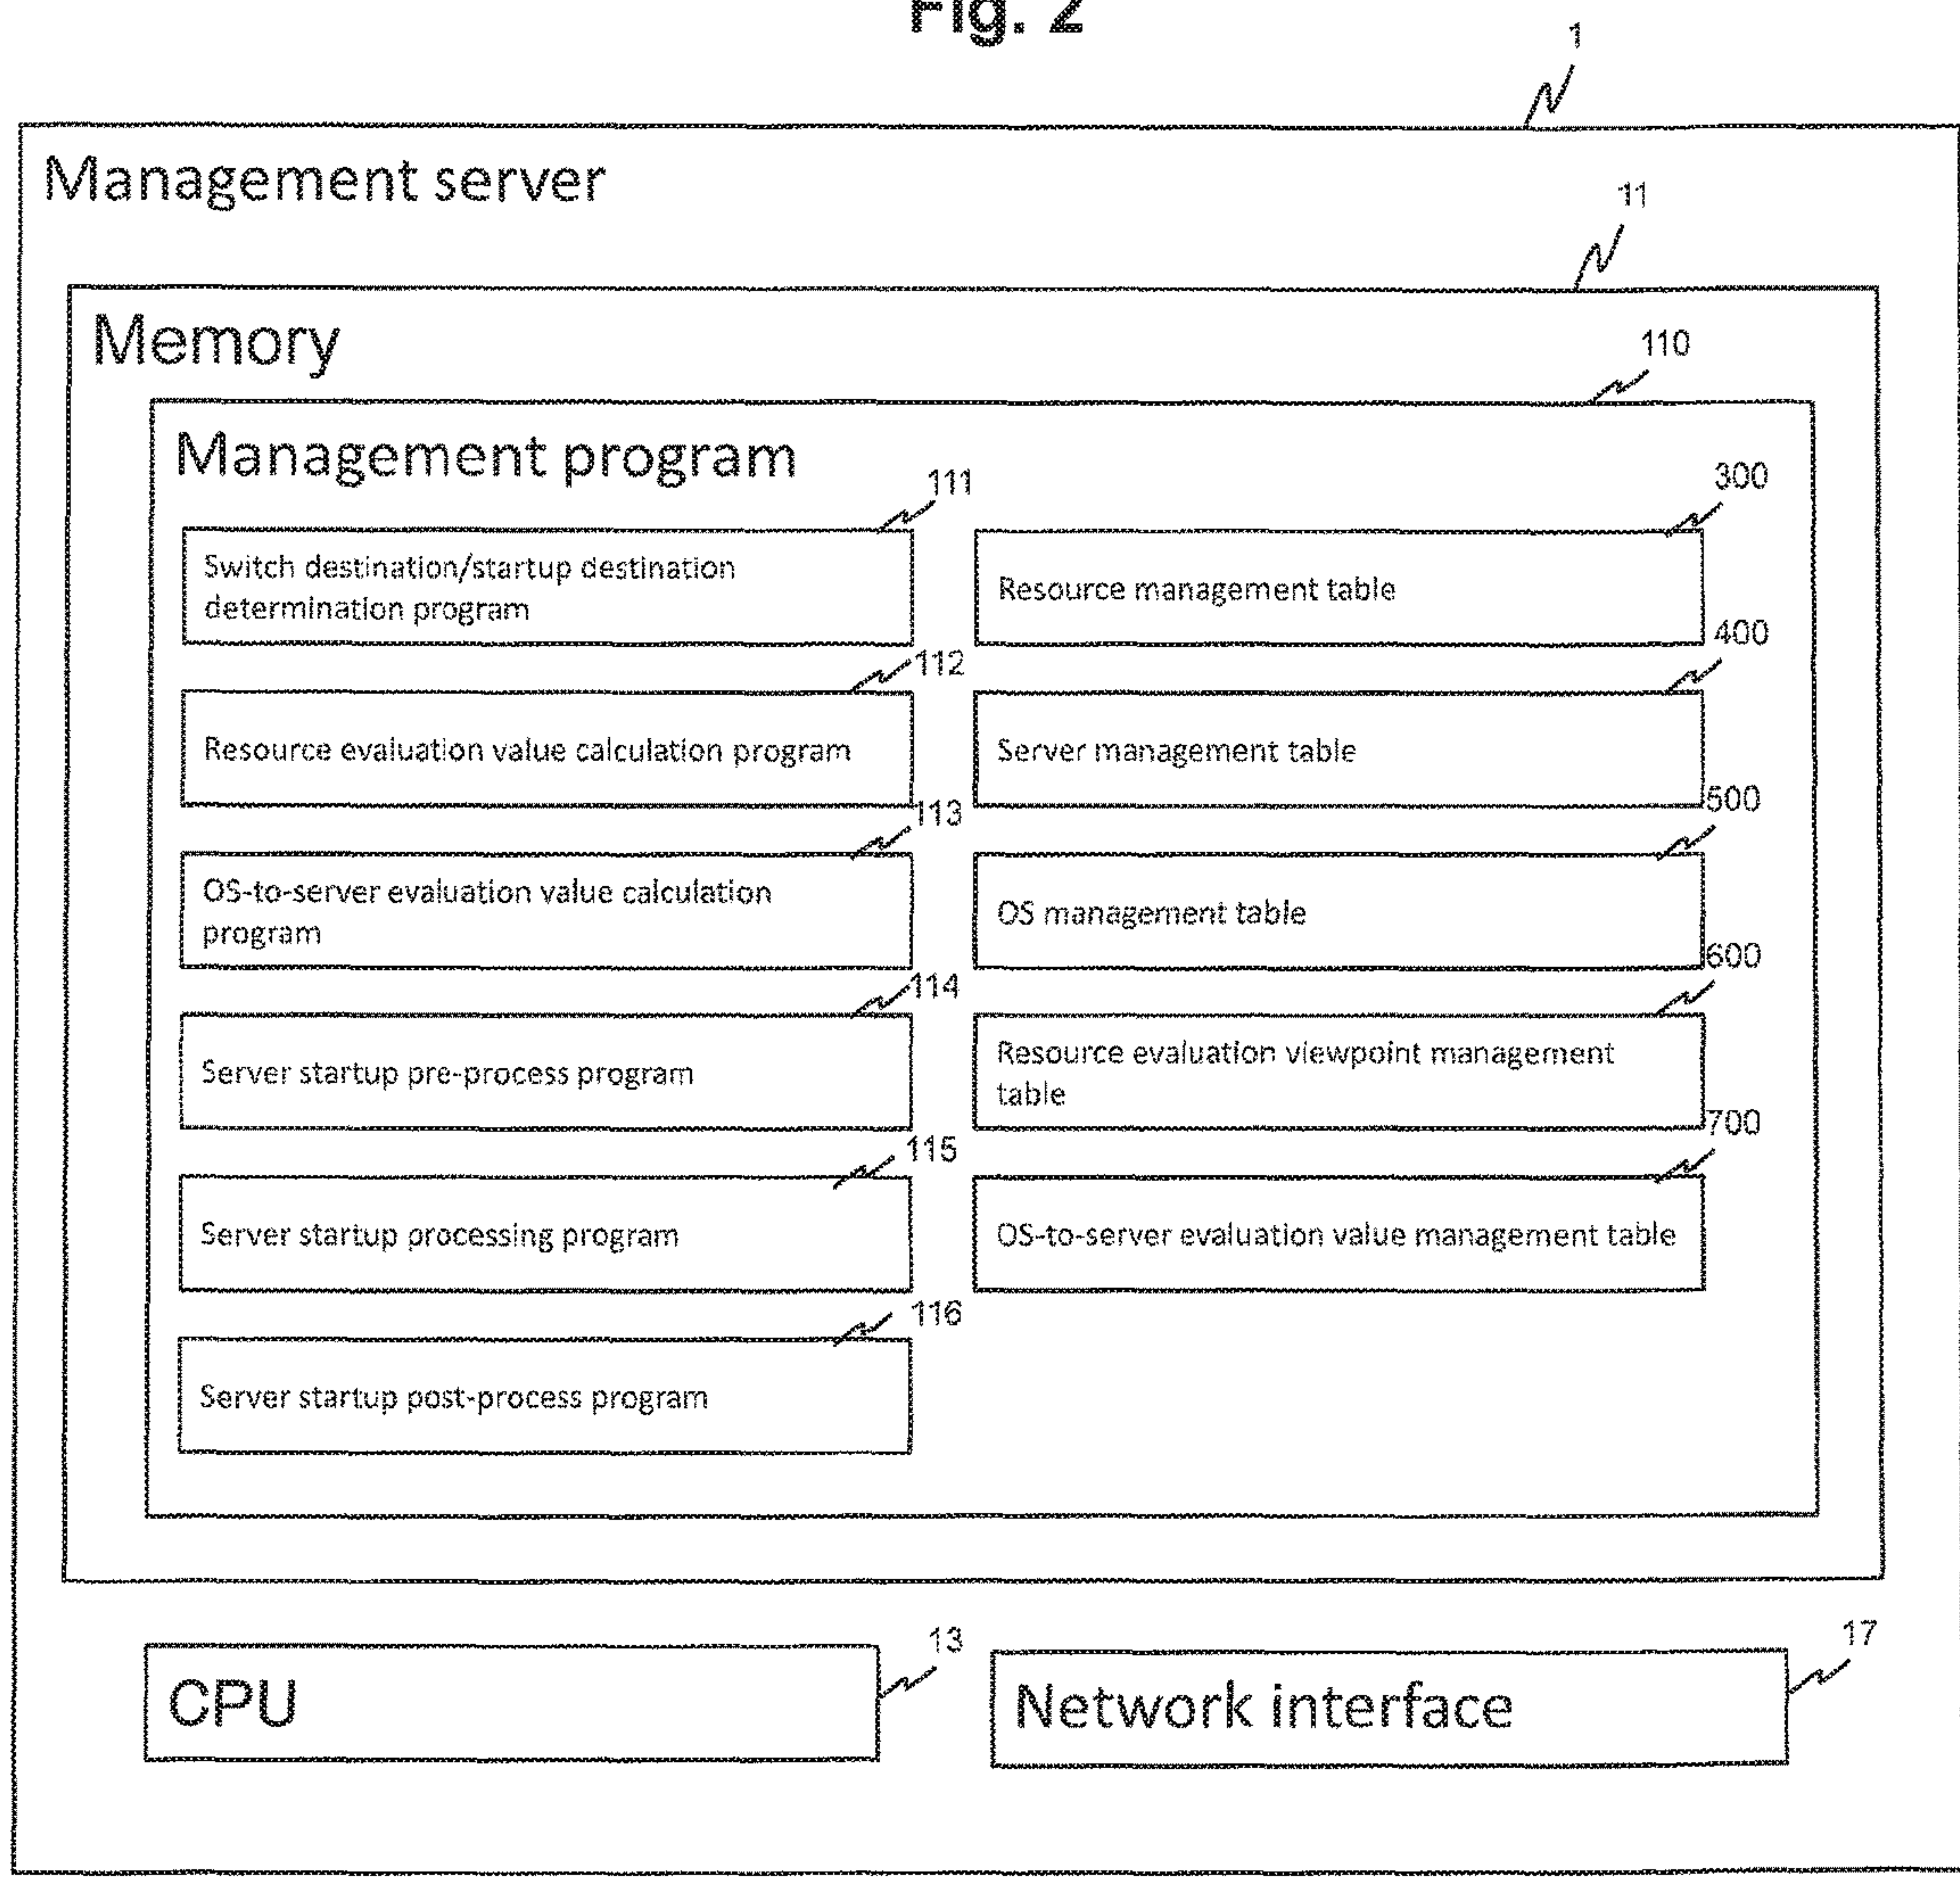 Fig. 2
1
Management server
11
Memory
110
Management program
111
Switch destination/startup destination
determination program
300
Resource management table
112
Resource evaluation value calculation program
400
Server management table
113
OS-to-server evaluation value calculation
program
500
OS management table
114
Server startup pre-process program
600
Resource evaluation viewpoint management
table
115
Server startup processing program
700
OS-to-server evaluation value management table
116
Server startup post-process program
13
CPU
17
Network interface